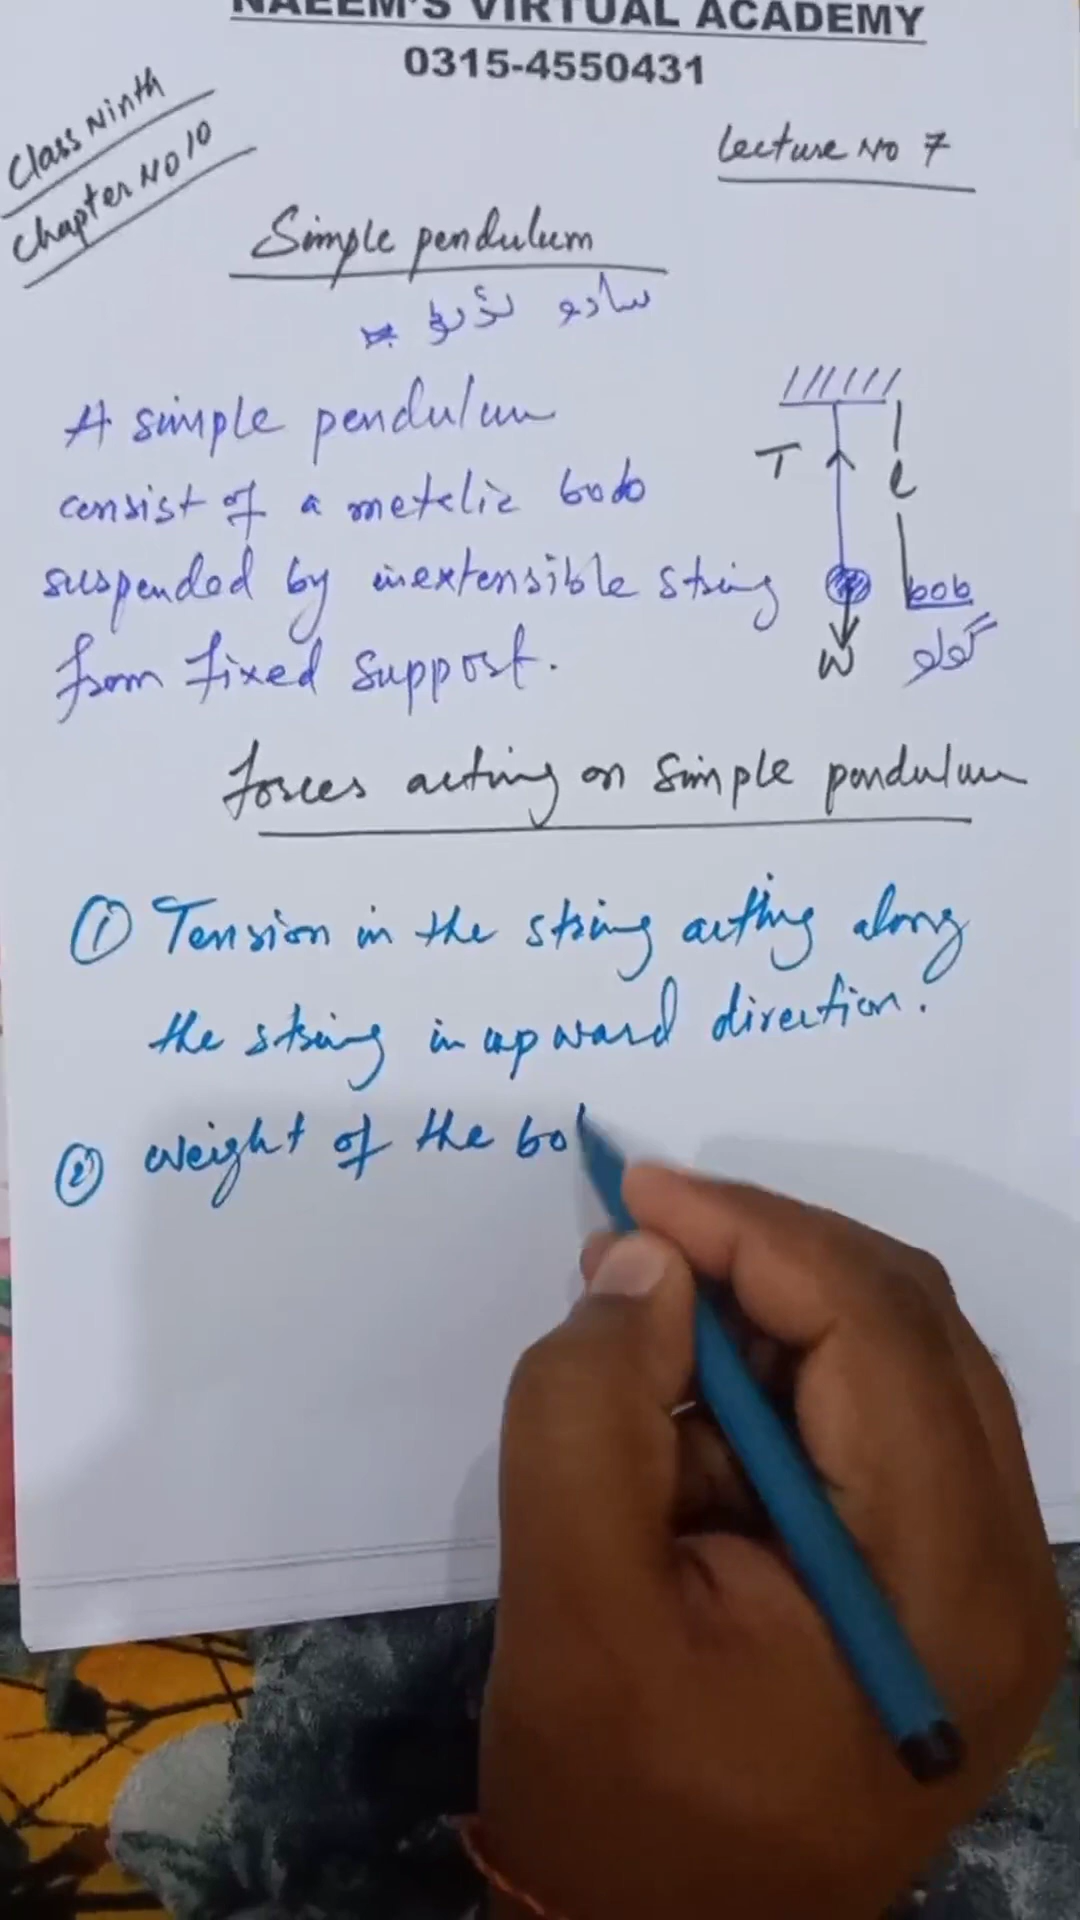 NAEEM'S VIRTUAL ACADEMY
0315-4550431
Class Ninth
Chapter No 10
Lecture No 7
Simple pendulum
سادہ
A simple pendulum
consist of a metelic bob
suspended by inextensible string
from fixed support.
T
l
bob
گولہ
W
forces acting on simple pendulum
① Tension in the string acting along
the string in upward direction.
② weight of the bo